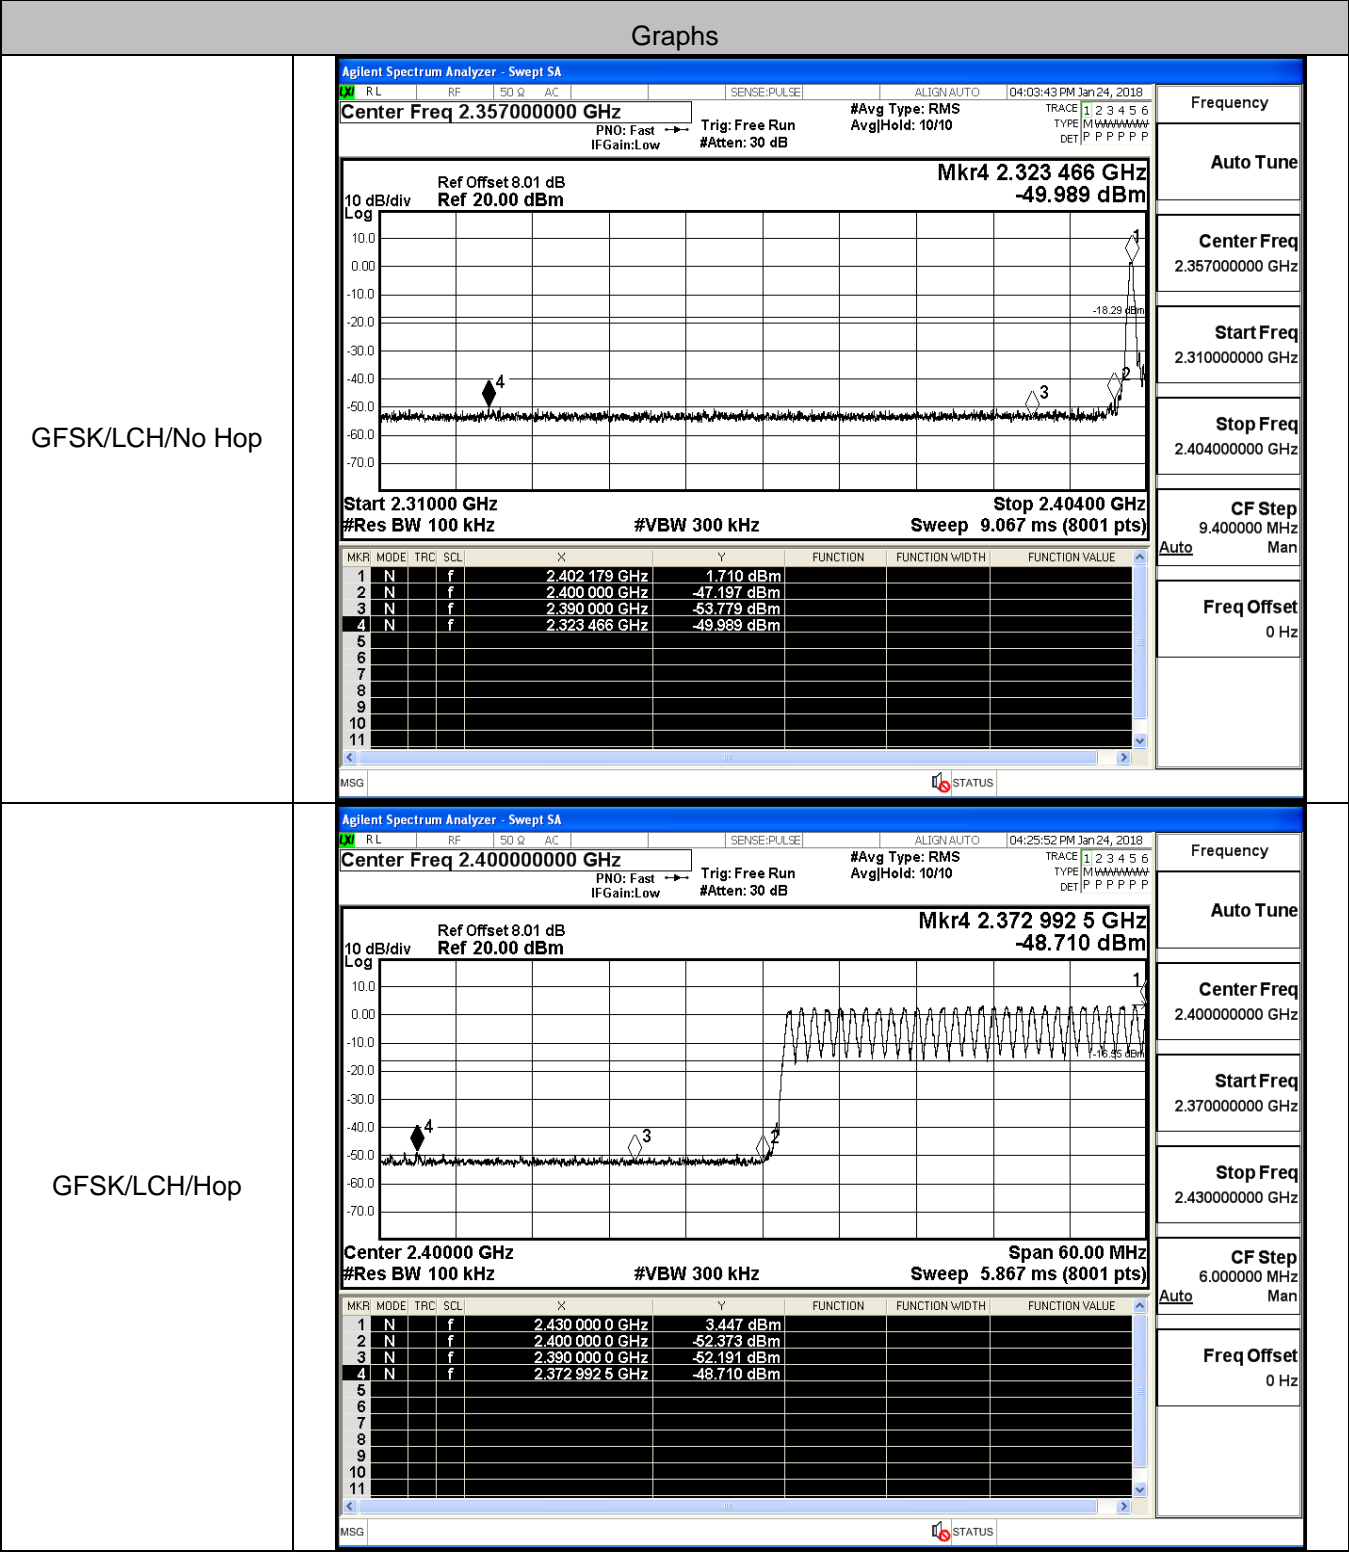 Graphs
GFSK/LCH/No Hop
Agilent Spectrum Analyzer - Swept SA
LXI RL RF 50 Ω AC SENSE:PULSE ALIGN AUTO 04:03:43 PM Jan 24, 2018
Center Freq 2.357000000 GHz
PNO: Fast
IFGain:Low
Trig: Free Run
#Atten: 30 dB
#Avg Type: RMS
Avg|Hold: 10/10
TRACE 1 2 3 4 5 6
TYPE M WWWWW
DET P P P P P P
Mkr4 2.323 466 GHz
-49.989 dBm
Ref Offset 8.01 dB
10 dB/div Ref 20.00 dBm
Log
10.0
0.00
-10.0
-20.0
-30.0
-40.0
-50.0
-60.0
-70.0
-18.29 dBm
1
2
3
4
Start 2.31000 GHz Stop 2.40400 GHz
#Res BW 100 kHz #VBW 300 kHz Sweep 9.067 ms (8001 pts)
MKR MODE TRC SCL X Y FUNCTION FUNCTION WIDTH FUNCTION VALUE
1 N f 2.402 179 GHz 1.710 dBm
2 N f 2.400 000 GHz -47.197 dBm
3 N f 2.390 000 GHz -53.779 dBm
4 N f 2.323 466 GHz -49.989 dBm
5
6
7
8
9
10
11
MSG STATUS
Frequency
Auto Tune
Center Freq
2.357000000 GHz
Start Freq
2.310000000 GHz
Stop Freq
2.404000000 GHz
CF Step
9.400000 MHz
Auto Man
Freq Offset
0 Hz
GFSK/LCH/Hop
Agilent Spectrum Analyzer - Swept SA
LXI RL RF 50 Ω AC SENSE:PULSE ALIGN AUTO 04:25:52 PM Jan 24, 2018
Center Freq 2.400000000 GHz
PNO: Fast
IFGain:Low
Trig: Free Run
#Atten: 30 dB
#Avg Type: RMS
Avg|Hold: 10/10
TRACE 1 2 3 4 5 6
TYPE M WWWWW
DET P P P P P P
Mkr4 2.372 992 5 GHz
-48.710 dBm
Ref Offset 8.01 dB
10 dB/div Ref 20.00 dBm
Log
10.0
0.00
-10.0
-20.0
-30.0
-40.0
-50.0
-60.0
-70.0
-16.55 dBm
1
2
3
4
Center 2.40000 GHz Span 60.00 MHz
#Res BW 100 kHz #VBW 300 kHz Sweep 5.867 ms (8001 pts)
MKR MODE TRC SCL X Y FUNCTION FUNCTION WIDTH FUNCTION VALUE
1 N f 2.430 000 0 GHz 3.447 dBm
2 N f 2.400 000 0 GHz -52.373 dBm
3 N f 2.390 000 0 GHz -52.191 dBm
4 N f 2.372 992 5 GHz -48.710 dBm
5
6
7
8
9
10
11
MSG STATUS
Frequency
Auto Tune
Center Freq
2.400000000 GHz
Start Freq
2.370000000 GHz
Stop Freq
2.430000000 GHz
CF Step
6.000000 MHz
Auto Man
Freq Offset
0 Hz